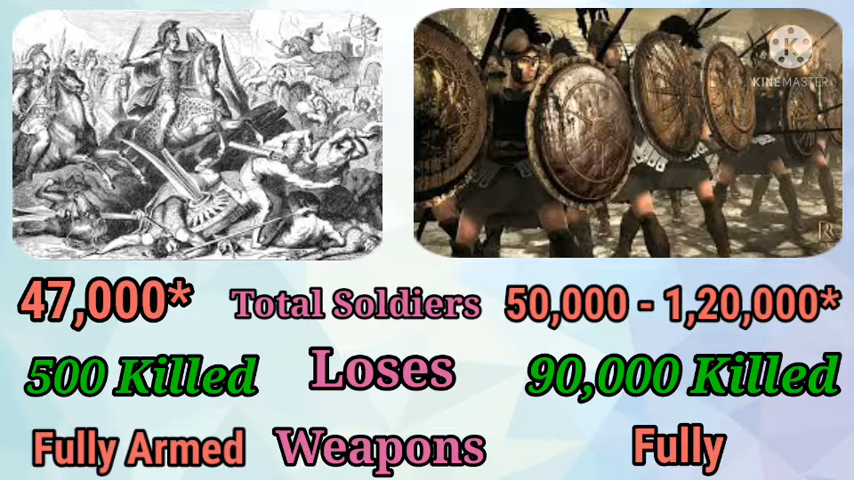 KINEMASTER
47,000* Total Soldiers 50,000 - 1,20,000*
500 Killed Loses 90,000 Killed
Fully Armed Weapons Fully